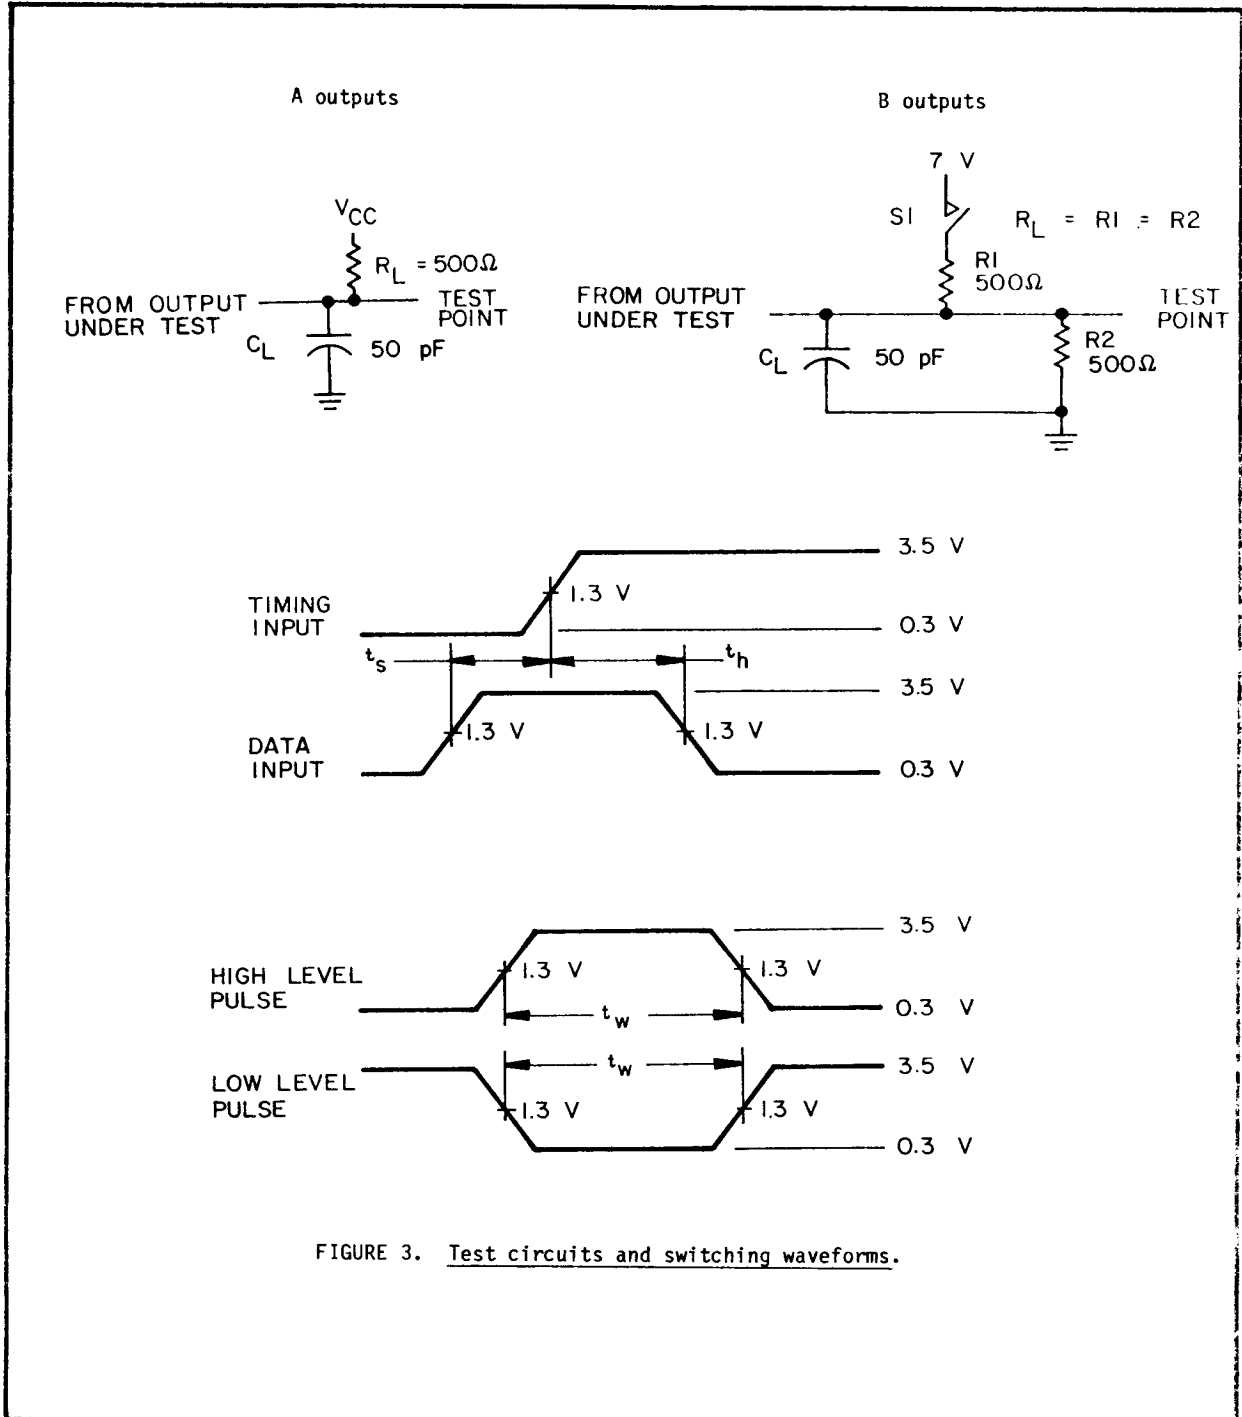 A outputs
B outputs
VCC
RL = 500Ω
FROM OUTPUT
UNDER TEST
TEST
POINT
CL 50 pF
7 V
S1
RL = R1 = R2
R1
500Ω
FROM OUTPUT
UNDER TEST
TEST
POINT
CL 50 pF
R2
500Ω
3.5 V
1.3 V
TIMING
INPUT
0.3 V
ts
th
3.5 V
1.3 V
1.3 V
DATA
INPUT
0.3 V
3.5 V
1.3 V
1.3 V
HIGH LEVEL
PULSE
0.3 V
tw
tw
3.5 V
LOW LEVEL
PULSE
1.3 V
1.3 V
0.3 V
FIGURE 3. Test circuits and switching waveforms.